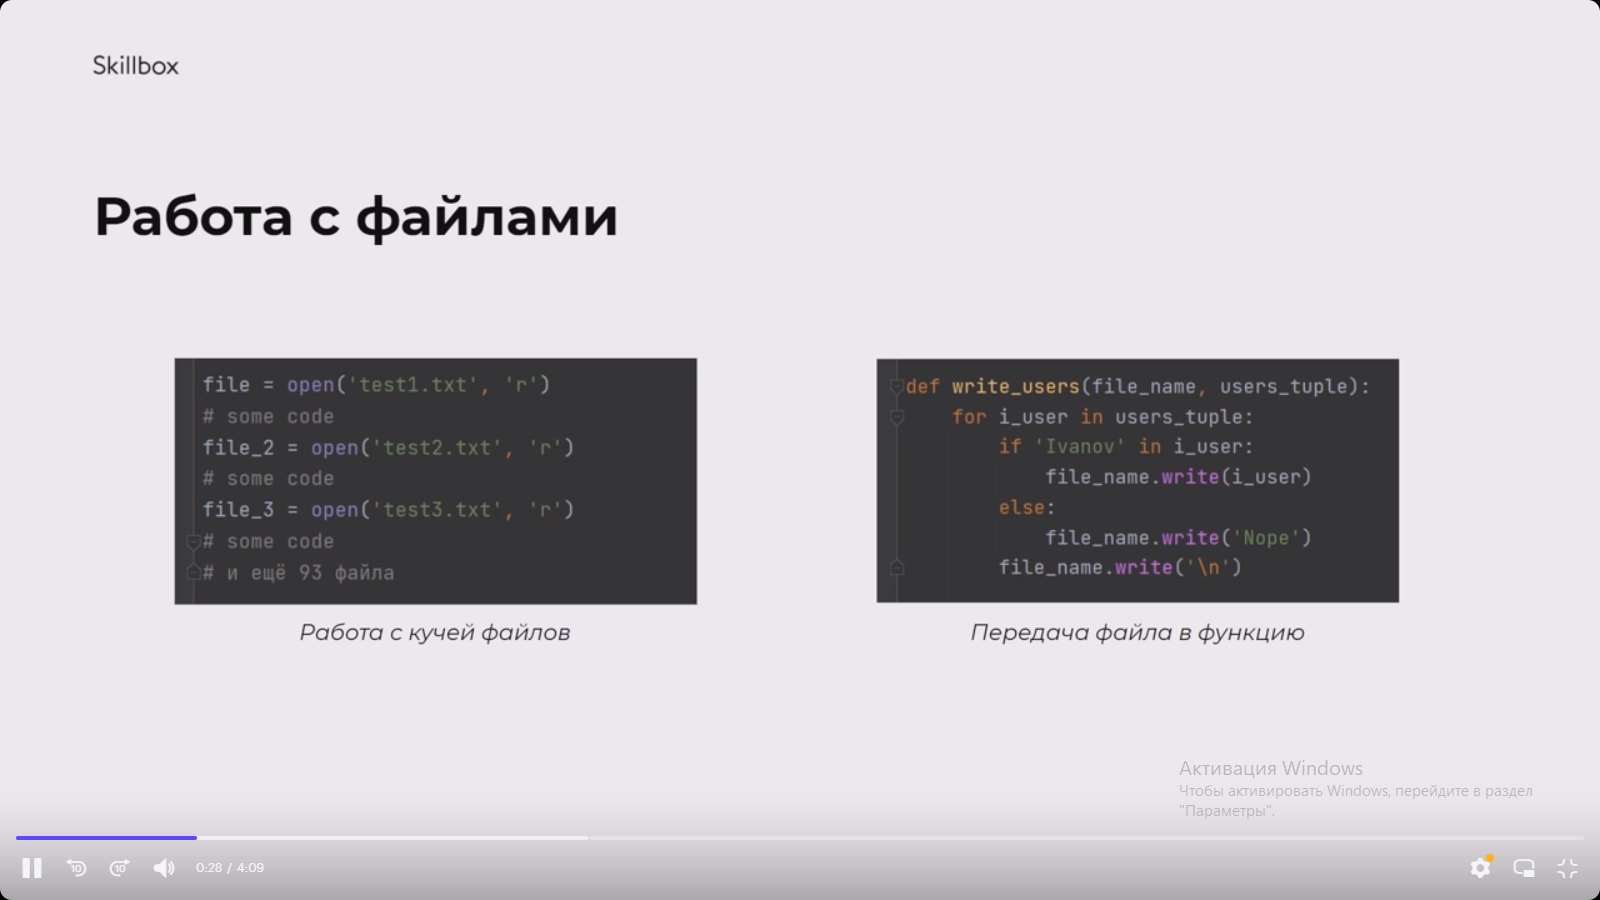 Skillbox
Работа с файлами
file = open('test1.txt', 'r')
# some code
file_2 = open('test2.txt', 'r')
# some code
file_3 = open('test3.txt', 'r')
# some code
# и ещё 93 файла
Работа с кучей файлов
def write_users(file_name, users_tuple):
    for i_user in users_tuple:
        if 'Ivanov' in i_user:
            file_name.write(i_user)
        else:
            file_name.write('Nope')
        file_name.write('\n')
Передача файла в функцию
Активация Windows
Чтобы активировать Windows, перейдите в раздел
"Параметры".
10
10
0:28 / 4:09